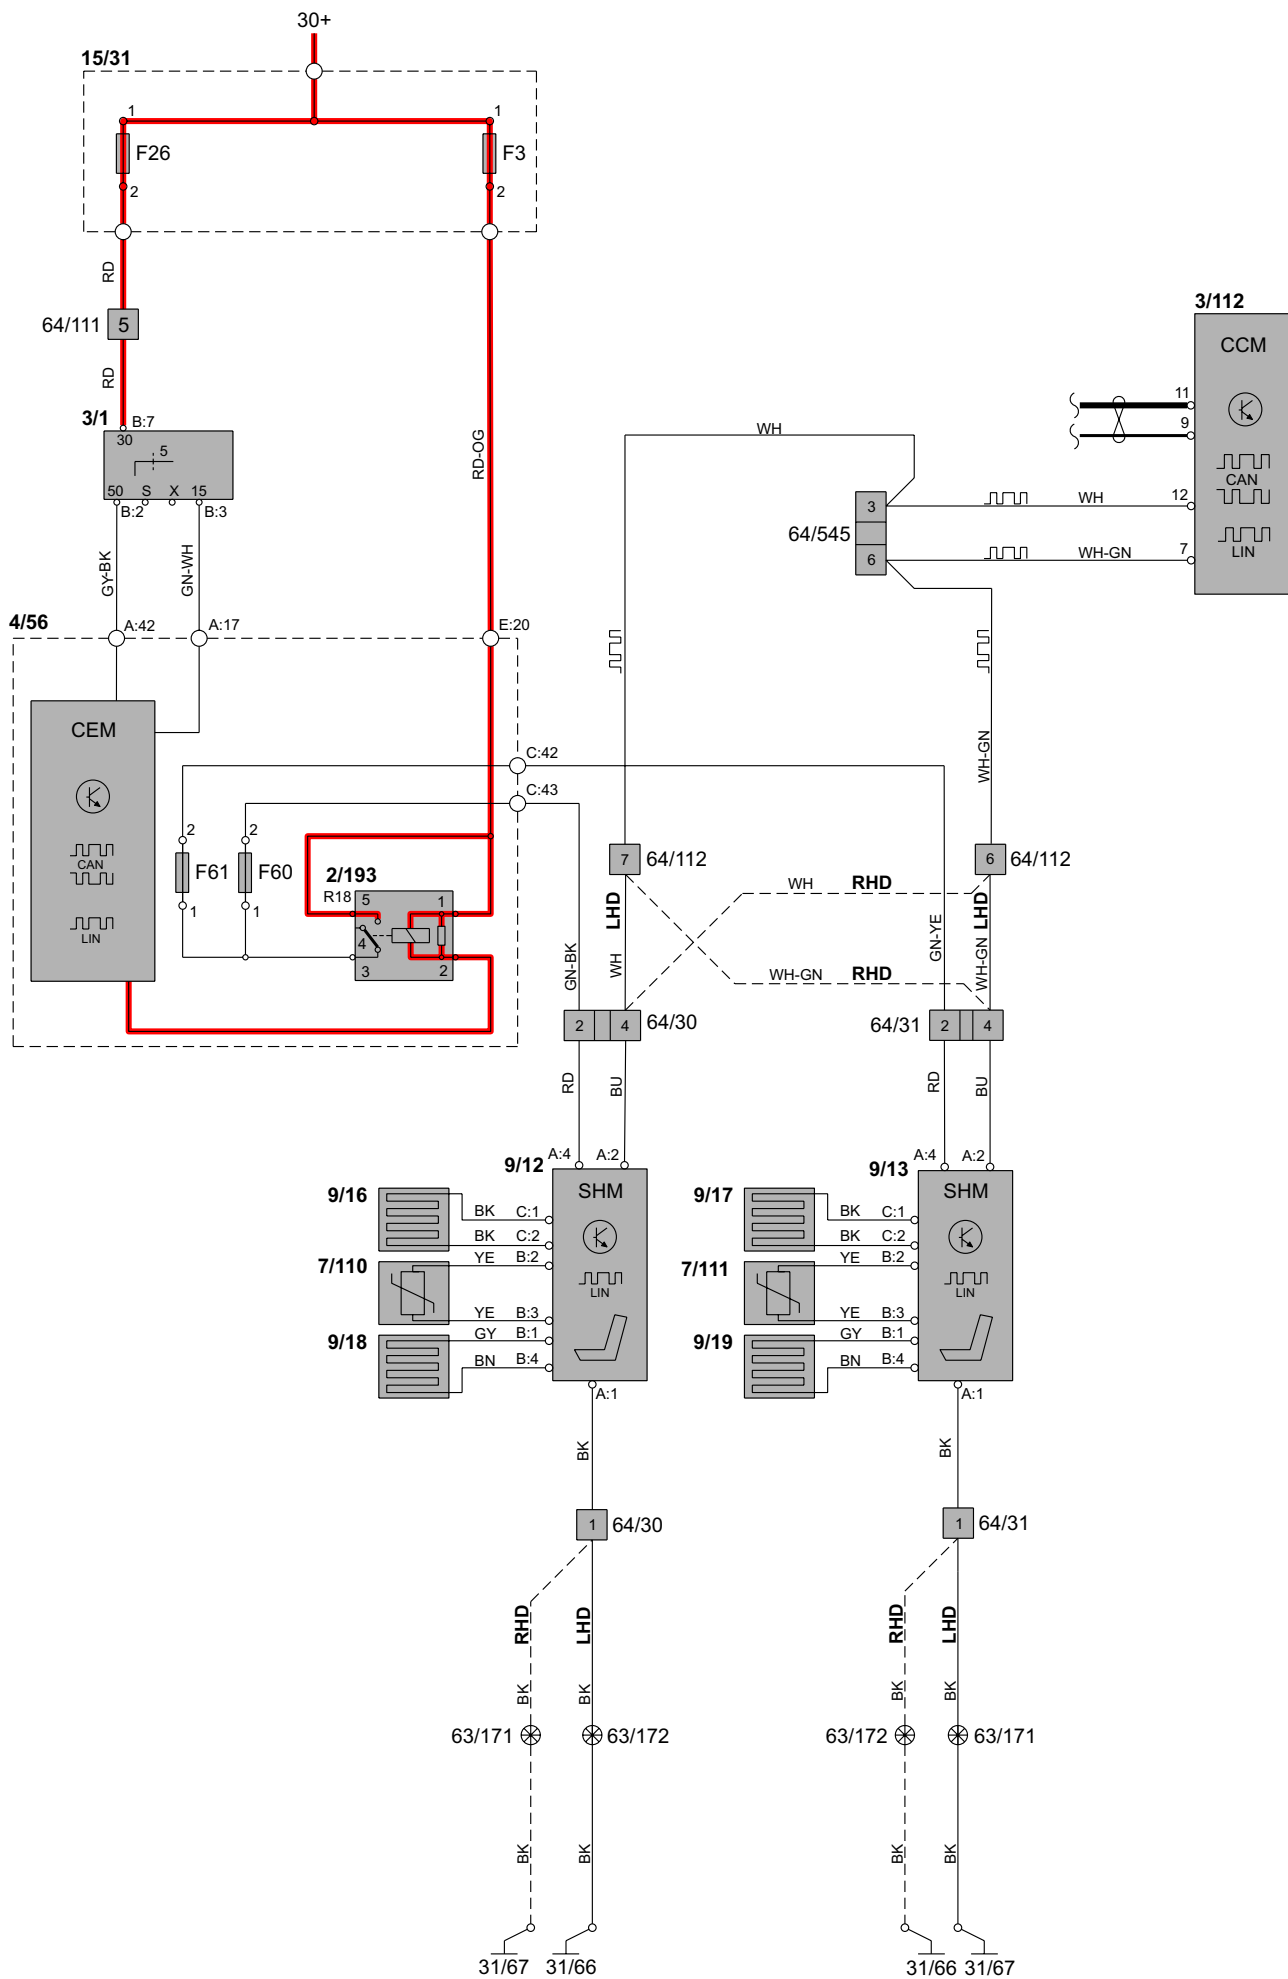 30+
15/31
1
1
F26
F3
2
2
RD
64/111
5
RD
3/1
B:7
30
5
50
S
X
15
B:2
B:3
GY-BK
GN-WH
RD-OG
3/112
CCM
11
9
CAN
LIN
WH
3
WH
12
64/545
6
WH-GN
7
4/56
A:42
A:17
E:20
CEM
CAN
LIN
C:42
C:43
WH-GN
2
2
F61
F60
1
1
2/193
R18
5
1
4
3
2
7
64/112
6
64/112
WH
RHD
LHD
LHD
GN-YE
GN-BK
WH
WH-GN
RHD
WH-GN
2
4
64/30
64/31
2
4
RD
BU
RD
BU
A:4
A:2
A:4
A:2
9/12
SHM
9/13
SHM
9/16
BK
C:1
BK
C:2
9/17
BK
C:1
BK
C:2
7/110
YE
B:2
YE
B:3
7/111
YE
B:2
YE
B:3
LIN
LIN
9/18
GY
B:1
BN
B:4
9/19
GY
B:1
BN
B:4
A:1
A:1
BK
BK
1
64/30
1
64/31
RHD
LHD
RHD
LHD
BK
BK
BK
BK
63/171
63/172
63/172
63/171
BK
BK
BK
BK
31/67
31/66
31/66
31/67